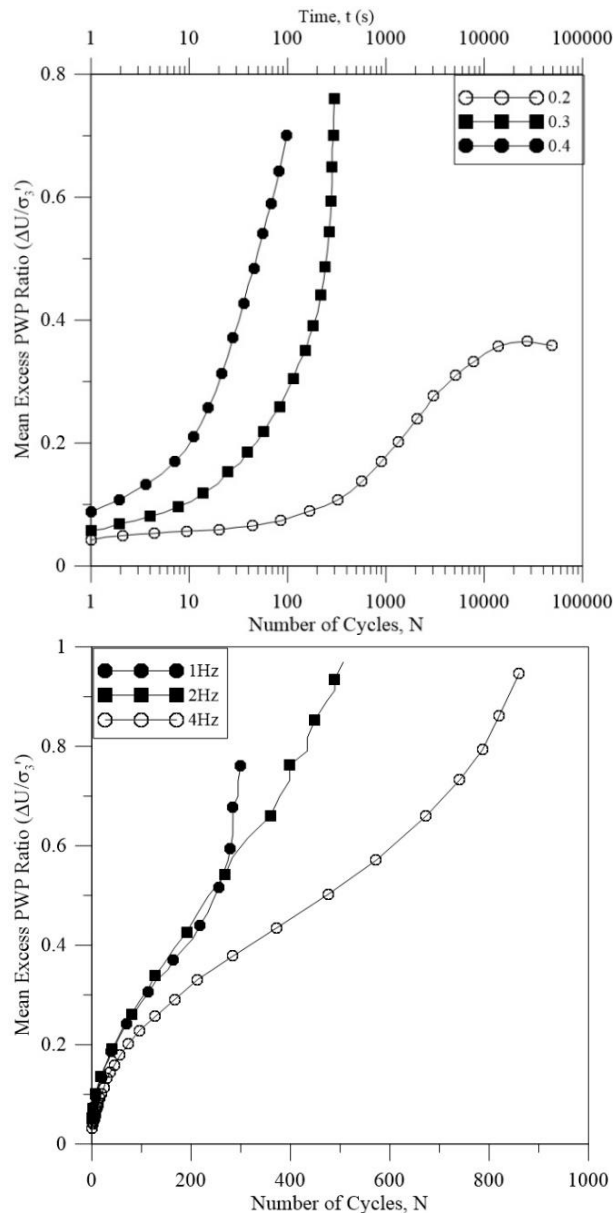 Time, t (s)
1 10 100 1000 10000 100000
0.8
0.6
0.4
0.2
0
Mean Excess PWP Ratio (ΔU/σ3')
0.2
0.3
0.4
1 10 100 1000 10000 100000
Number of Cycles, N
1
0.8
0.6
0.4
0.2
0
Mean Excess PWP Ratio (ΔU/σ3')
1Hz
2Hz
4Hz
0 200 400 600 800 1000
Number of Cycles, N